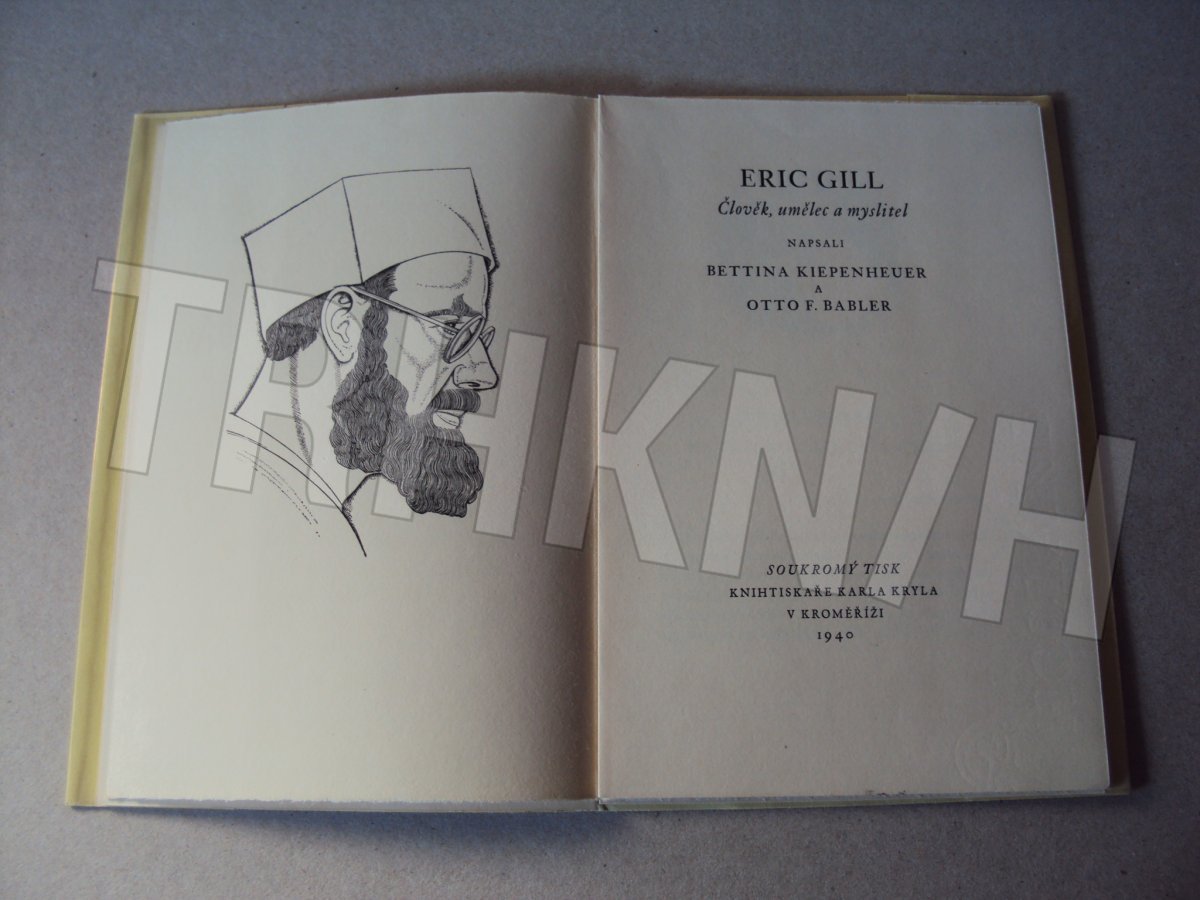 ERIC GILL
Člověk, umělec a myslitel
NAPSALI
BETTINA KIEPENHEUER
A
OTTO F. BABLER
SOUKROMÝ TISK
KNIHTISKAŘE KARLA KRYLA
V KROMĚŘÍŽI
1940
TRHKNIH